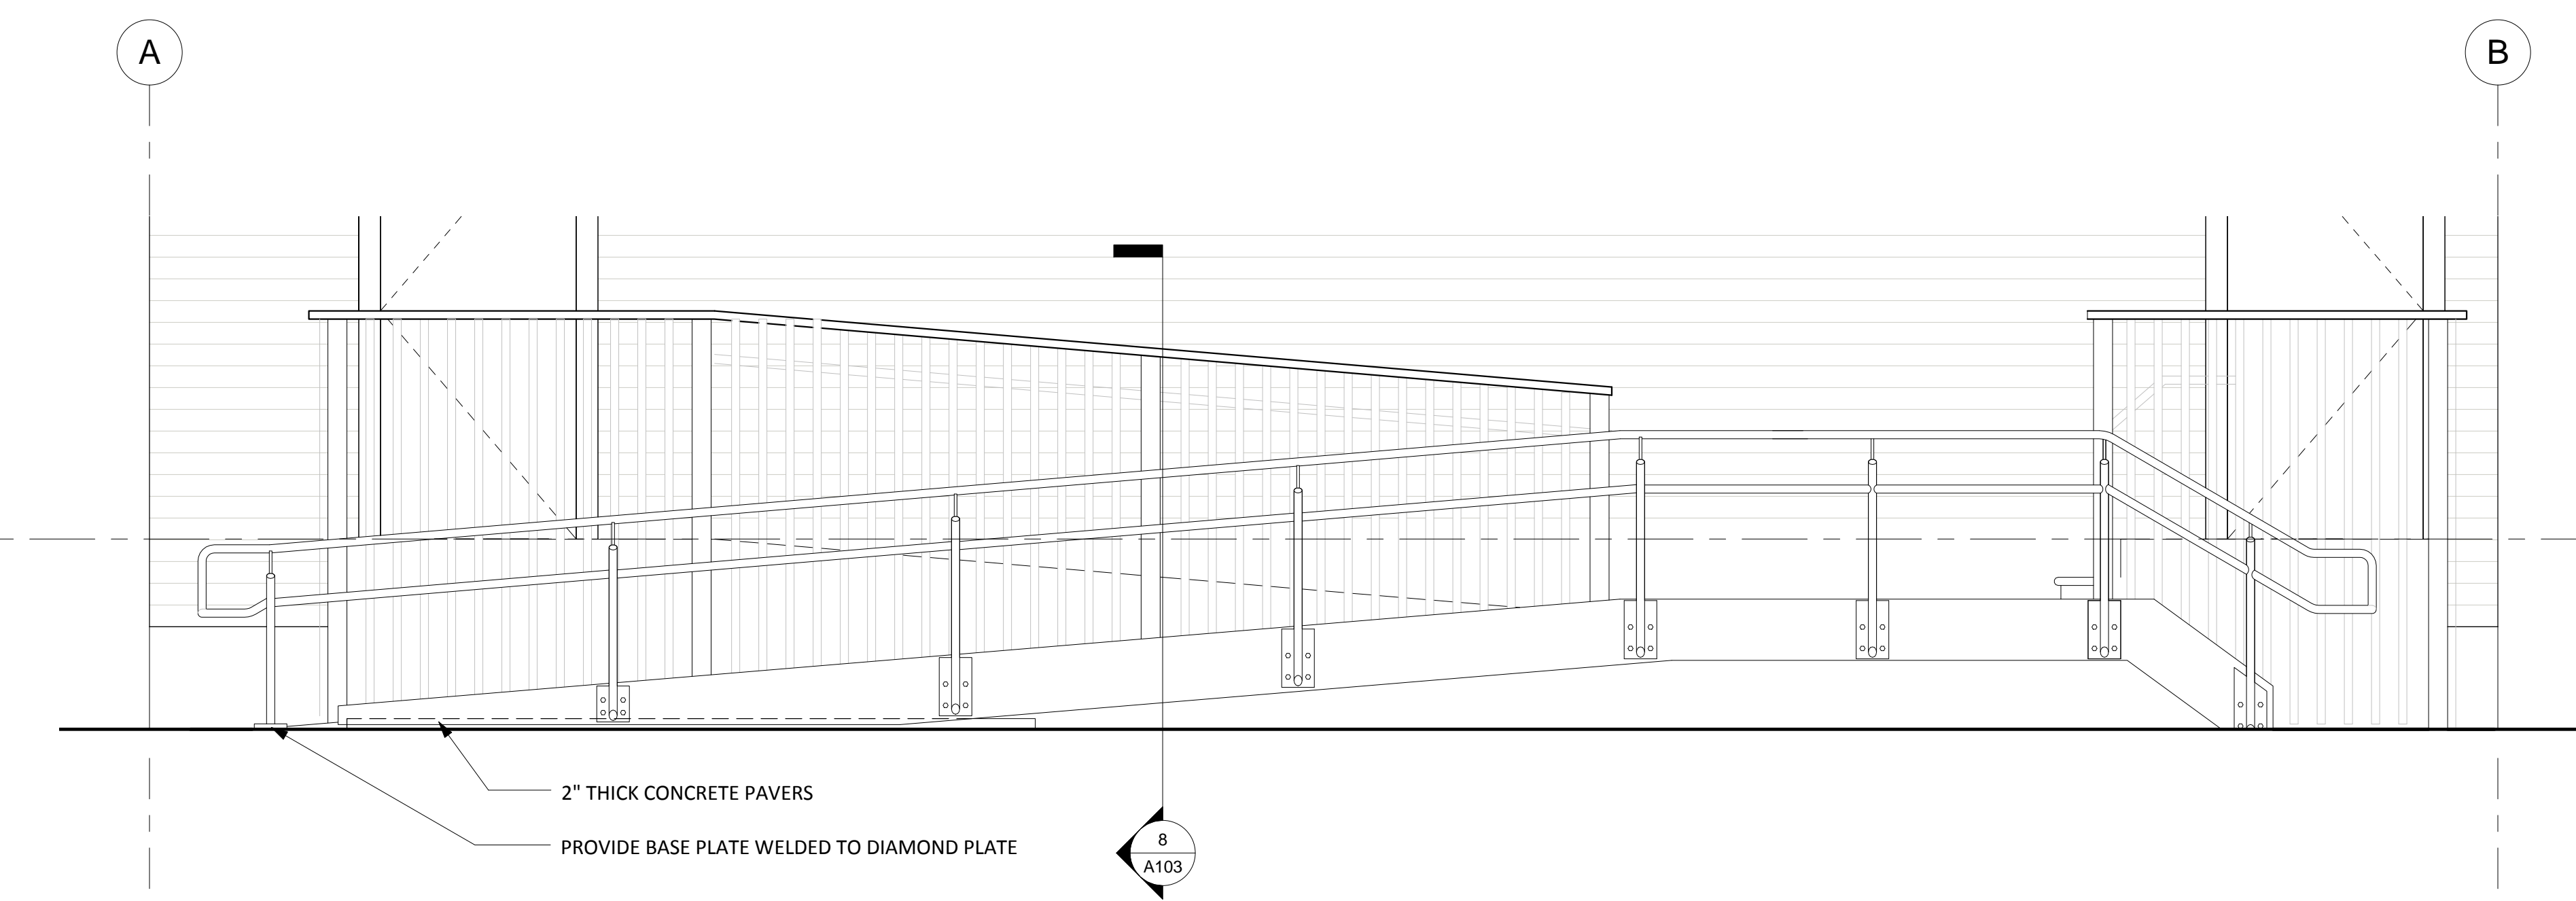 A
B
2" THICK CONCRETE PAVERS
PROVIDE BASE PLATE WELDED TO DIAMOND PLATE
8
A103